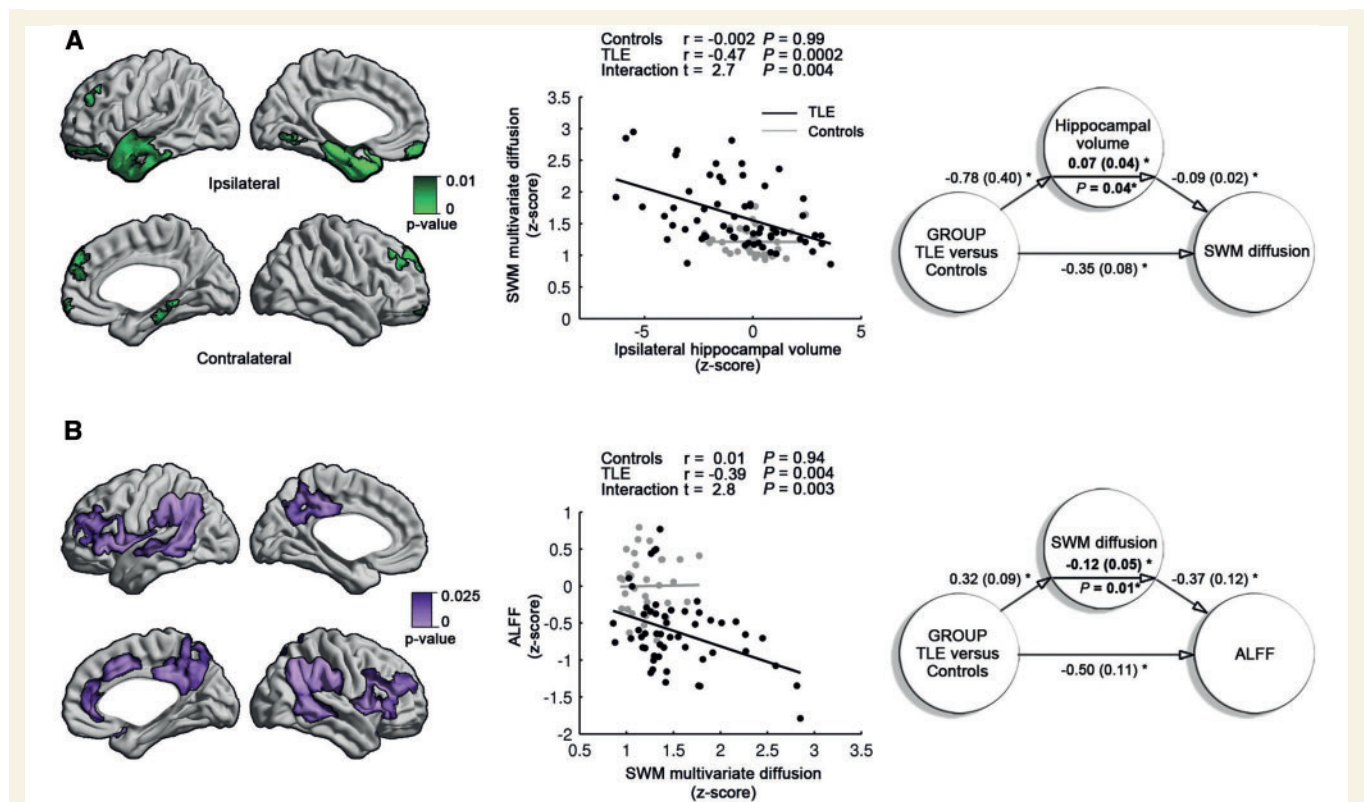 A
Ipsilateral
Contralateral
0.01
0
p-value
Controls r = -0.002 P = 0.99
TLE r = -0.47 P = 0.0002
Interaction t = 2.7 P = 0.004
SWM multivariate diffusion
(z-score)
3.5
3
2.5
2
1.5
1
0.5
0
TLE
Controls
-5 0 5
Ipsilateral hippocampal volume
(z-score)
Hippocampal
volume
0.07 (0.04) *
P = 0.04*
-0.78 (0.40) *
-0.09 (0.02) *
GROUP
TLE versus
Controls
SWM diffusion
-0.35 (0.08) *
B
0.025
0
p-value
Controls r = 0.01 P = 0.94
TLE r = -0.39 P = 0.004
Interaction t = 2.8 P = 0.003
ALFF
(z-score)
1
0.5
0
-0.5
-1
-1.5
-2
0.5 1 1.5 2 2.5 3 3.5
SWM multivariate diffusion
(z-score)
SWM diffusion
-0.12 (0.05) *
P = 0.01*
0.32 (0.09) *
-0.37 (0.12) *
GROUP
TLE versus
Controls
ALFF
-0.50 (0.11) *